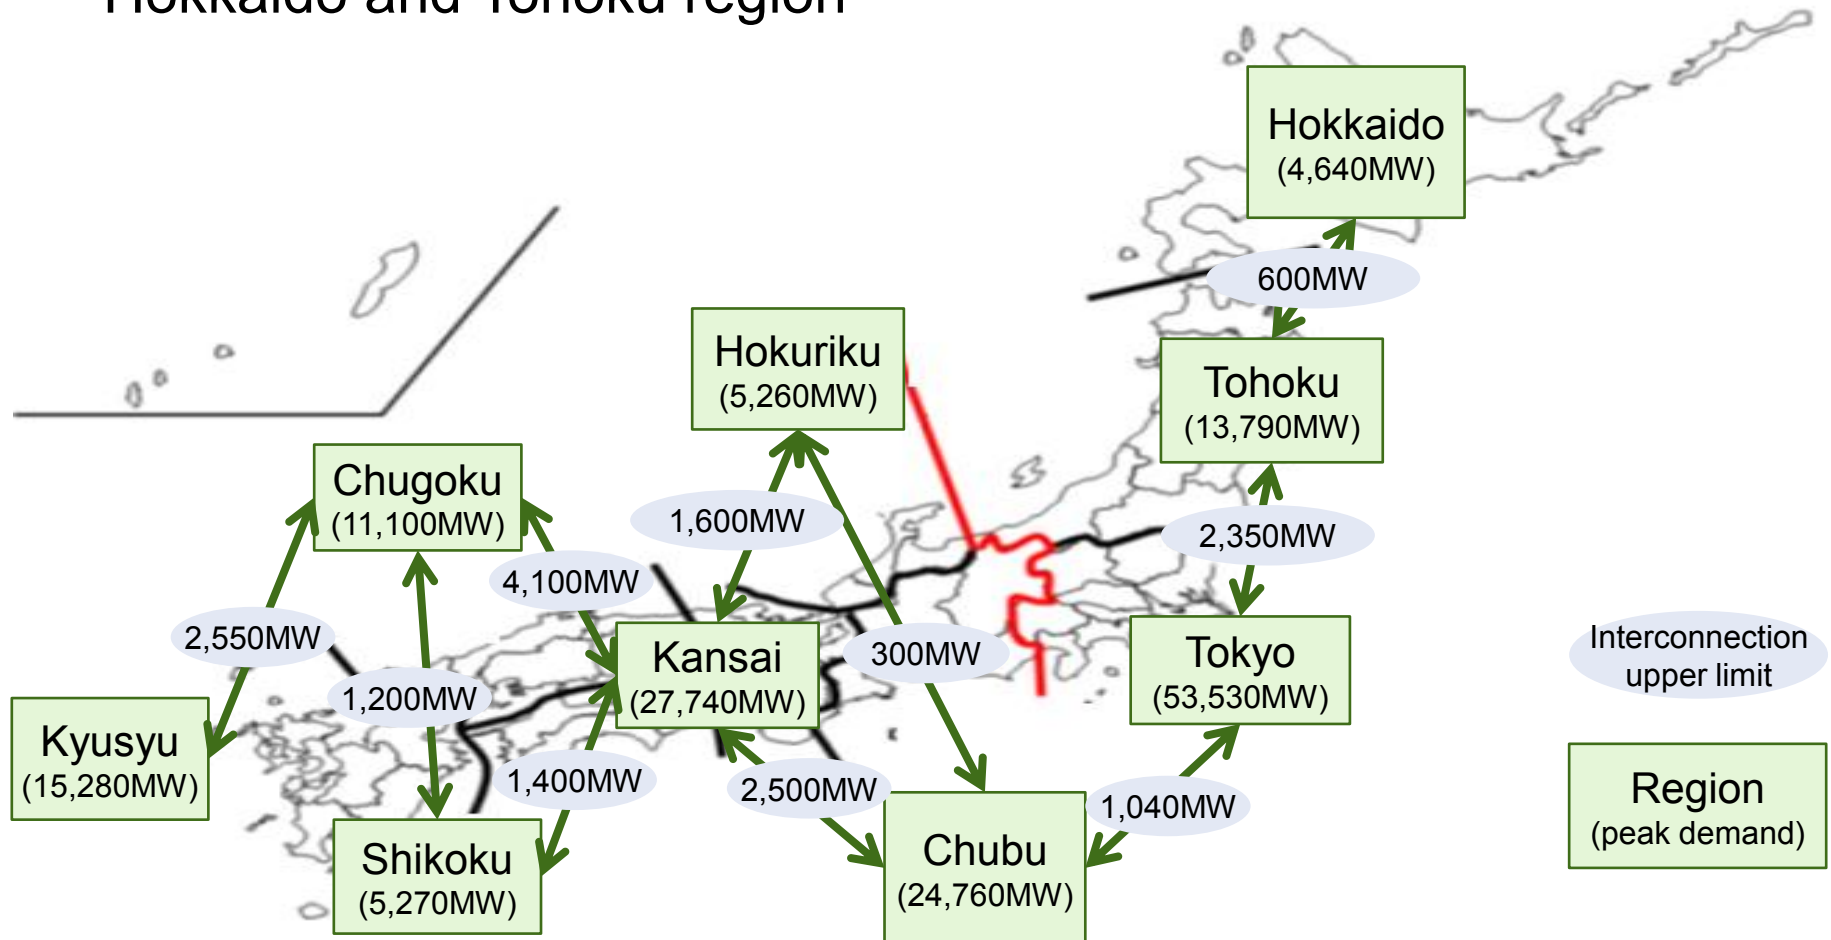 Hokkaido and Tohoku region
Hokkaido
(4,640MW)
600MW
Hokuriku
(5,260MW)
Tohoku
(13,790MW)
Chugoku
(11,100MW)
1,600MW
2,350MW
4,100MW
2,550MW
1,200MW
Kansai
(27,740MW)
300MW
Tokyo
(53,530MW)
Interconnection
upper limit
Kyusyu
(15,280MW)
1,400MW
2,500MW
1,040MW
Region
(peak demand)
Shikoku
(5,270MW)
Chubu
(24,760MW)